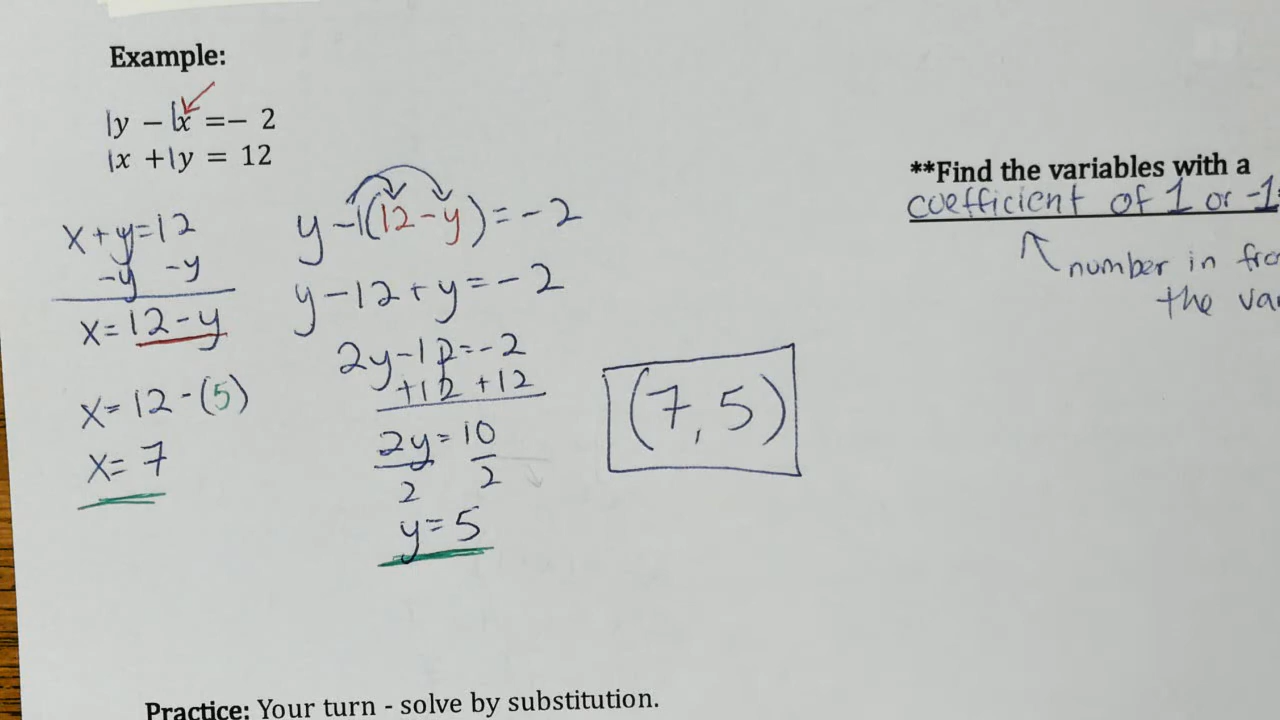 Example:
1y − 1x = − 2
1x + 1y = 12
x+y=12
-y -y
x=12-y
x=12-(5)
x=7
y-1(12-y)=-2
y-12+y=-2
2y-12=-2
+12 +12
2y=10
2 2
y=5
(7,5)
**Find the variables with a
coefficient of 1 or -1
number in
the
Practice: Your turn - solve by substitution.